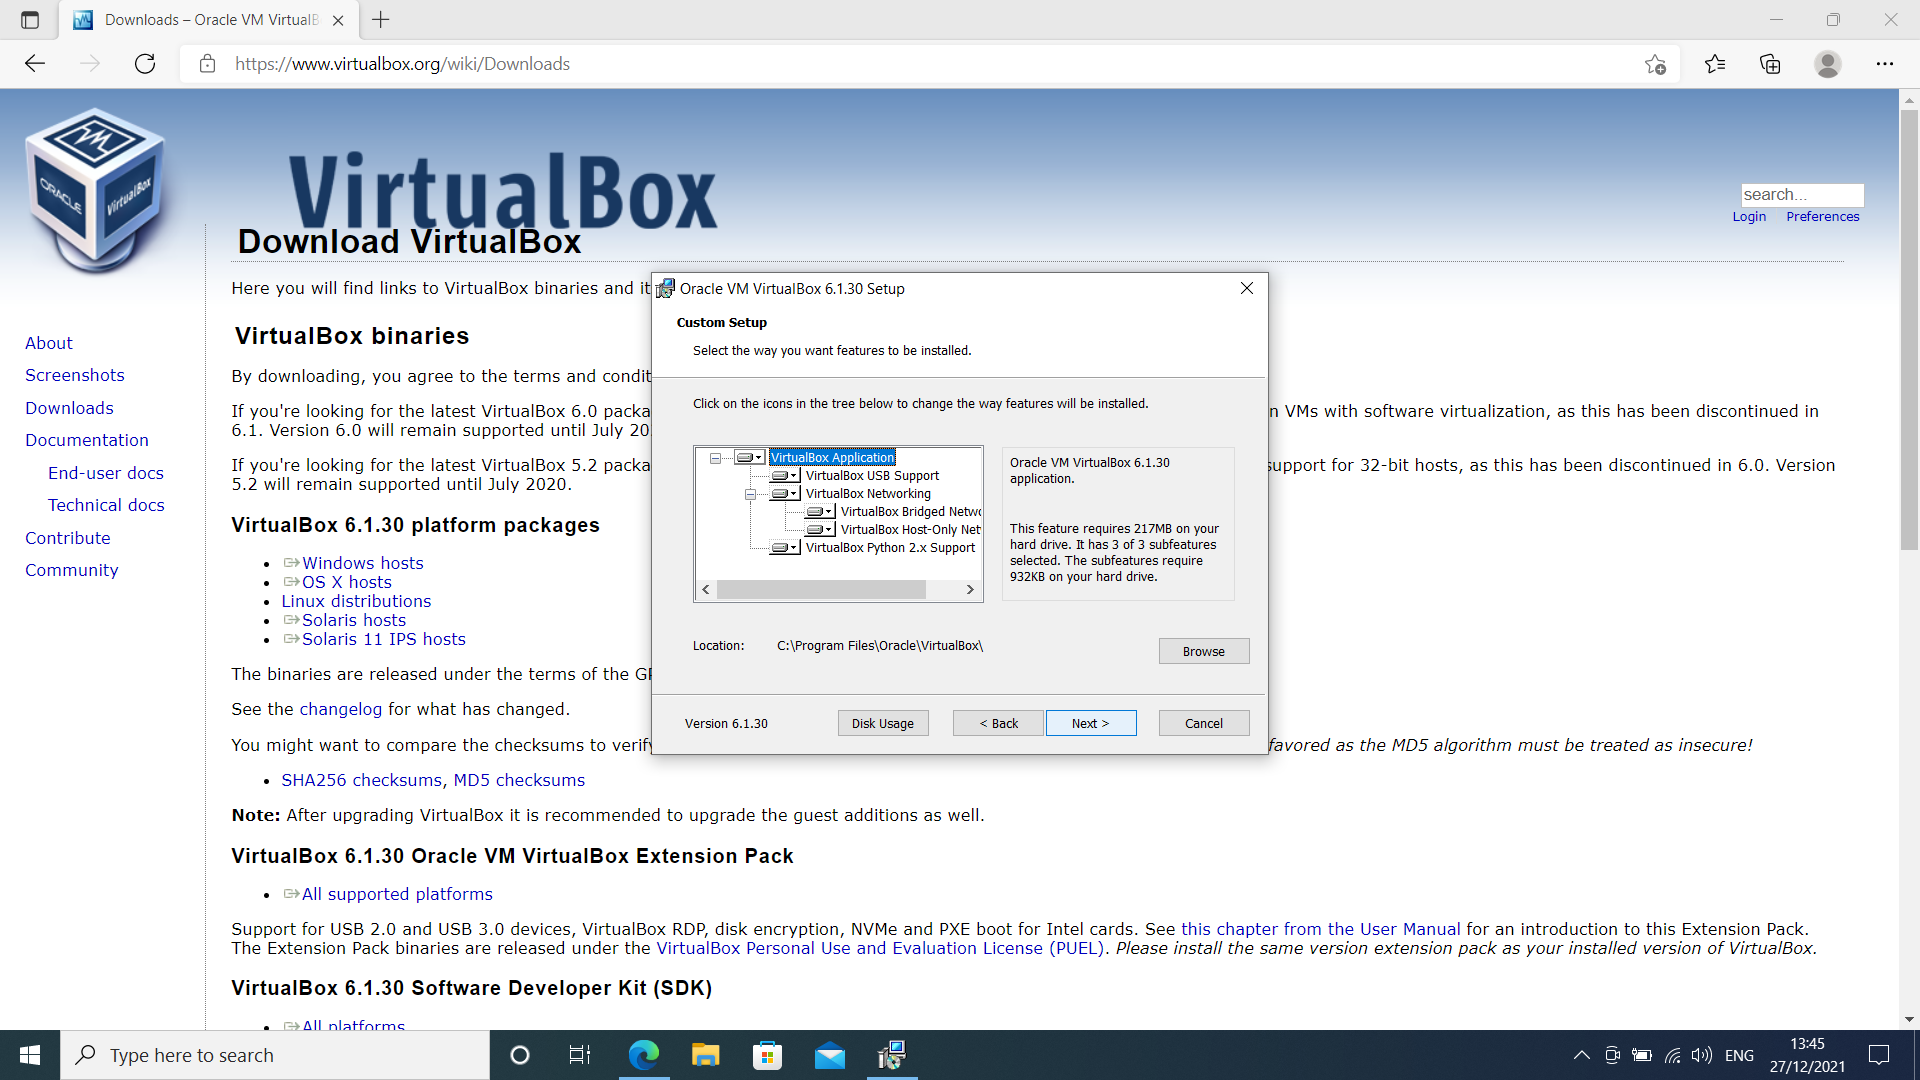 Downloads – Oracle VM VirtualB
https://www.virtualbox.org/wiki/Downloads
ORACLE
VirtualBox
VirtualBox
search...
Login Preferences
Download VirtualBox
Here you will find links to VirtualBox binaries and it
About
Screenshots
Downloads
Documentation
End-user docs
Technical docs
Contribute
Community
VirtualBox binaries
By downloading, you agree to the terms and condit
If you're looking for the latest VirtualBox 6.0 packa
n VMs with software virtualization, as this has been discontinued in
6.1. Version 6.0 will remain supported until July 20
If you're looking for the latest VirtualBox 5.2 packa
support for 32-bit hosts, as this has been discontinued in 6.0. Version
5.2 will remain supported until July 2020.
VirtualBox 6.1.30 platform packages
Windows hosts
OS X hosts
Linux distributions
Solaris hosts
Solaris 11 IPS hosts
The binaries are released under the terms of the GP
See the changelog for what has changed.
You might want to compare the checksums to verify
favored as the MD5 algorithm must be treated as insecure!
SHA256 checksums, MD5 checksums
Note: After upgrading VirtualBox it is recommended to upgrade the guest additions as well.
VirtualBox 6.1.30 Oracle VM VirtualBox Extension Pack
All supported platforms
Support for USB 2.0 and USB 3.0 devices, VirtualBox RDP, disk encryption, NVMe and PXE boot for Intel cards. See this chapter from the User Manual for an introduction to this Extension Pack.
The Extension Pack binaries are released under the VirtualBox Personal Use and Evaluation License (PUEL). Please install the same version extension pack as your installed version of VirtualBox.
VirtualBox 6.1.30 Software Developer Kit (SDK)
All platforms
Oracle VM VirtualBox 6.1.30 Setup
Custom Setup
Select the way you want features to be installed.
Click on the icons in the tree below to change the way features will be installed.
VirtualBox Application
VirtualBox USB Support
VirtualBox Networking
VirtualBox Bridged Netwo
VirtualBox Host-Only Net
VirtualBox Python 2.x Support
Oracle VM VirtualBox 6.1.30
application.
This feature requires 217MB on your
hard drive. It has 3 of 3 subfeatures
selected. The subfeatures require
932KB on your hard drive.
Location: C:\Program Files\Oracle\VirtualBox\
Browse
Version 6.1.30
Disk Usage
< Back
Next >
Cancel
Type here to search
ENG
13:45
27/12/2021